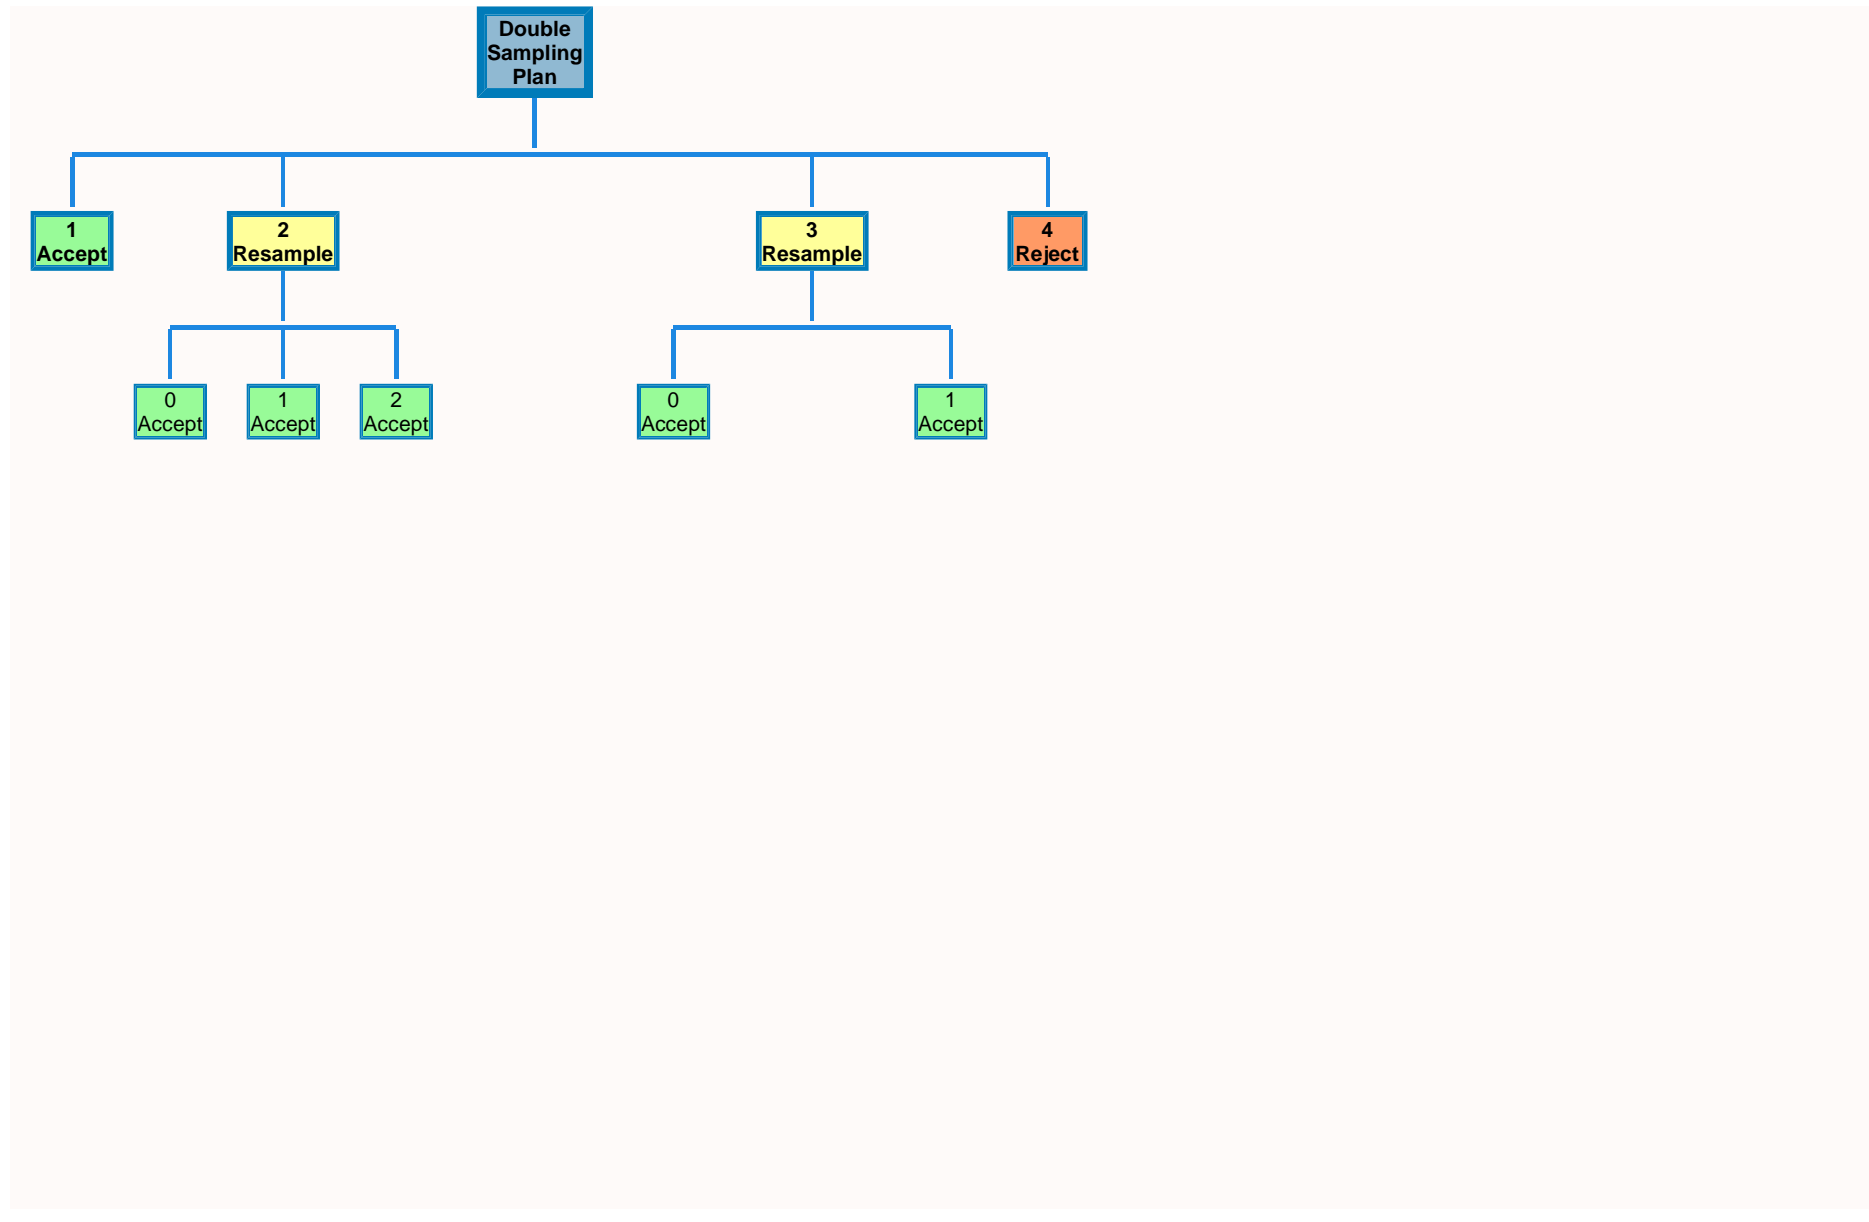 Double
Sampling
Plan
1
Accept
2
Resample
3
Resample
4
Reject
0
Accept
1
Accept
2
Accept
0
Accept
1
Accept